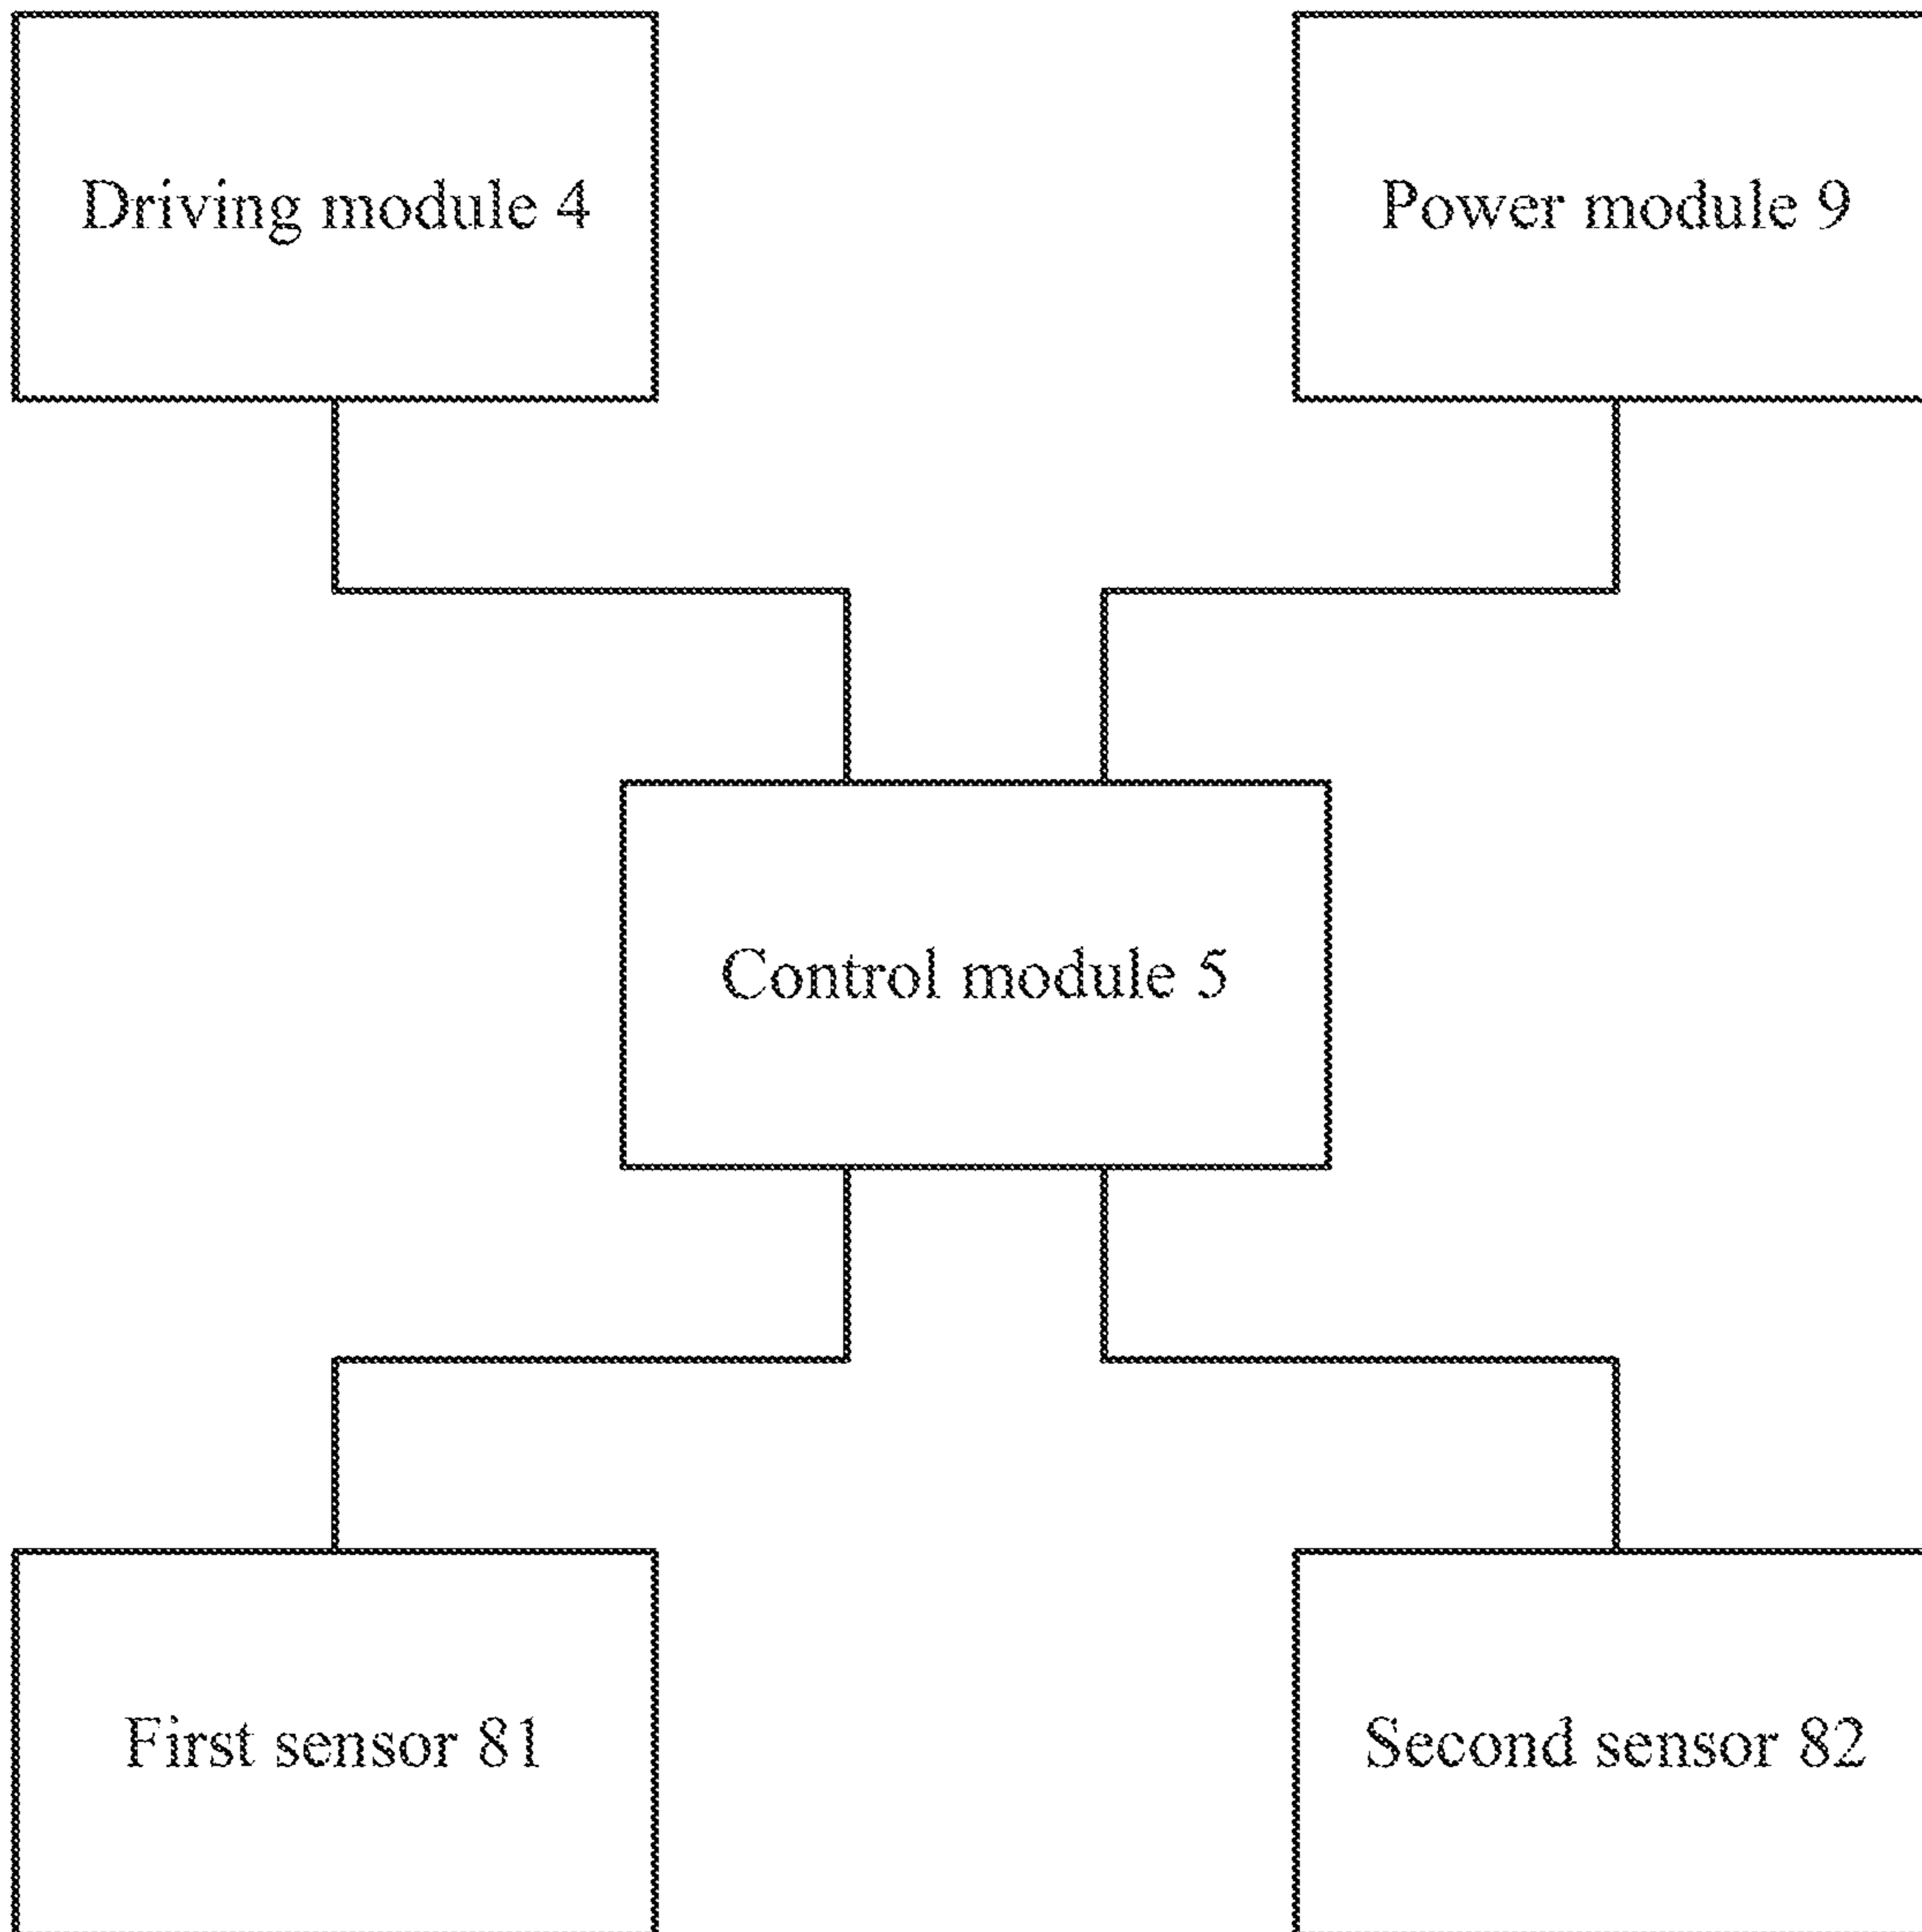 Driving module 4
Power module 9
Control module 5
First sensor 81
Second sensor 82